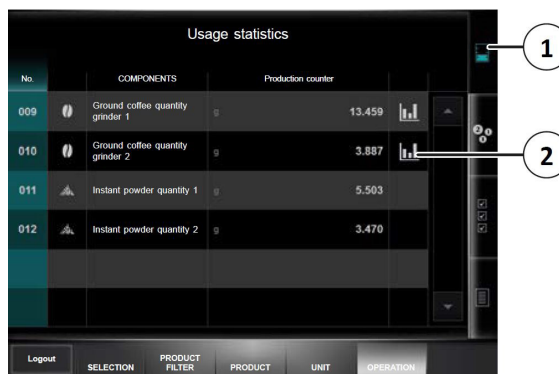 Usage statistics
No. COMPONENTS Production counter
009 Ground coffee quantity grinder 1 g 13.459
010 Ground coffee quantity grinder 2 g 3.887
011 Instant powder quantity 1 g 5.503
012 Instant powder quantity 2 g 3.470
Logout SELECTION PRODUCT FILTER PRODUCT UNIT OPERATION
1
2